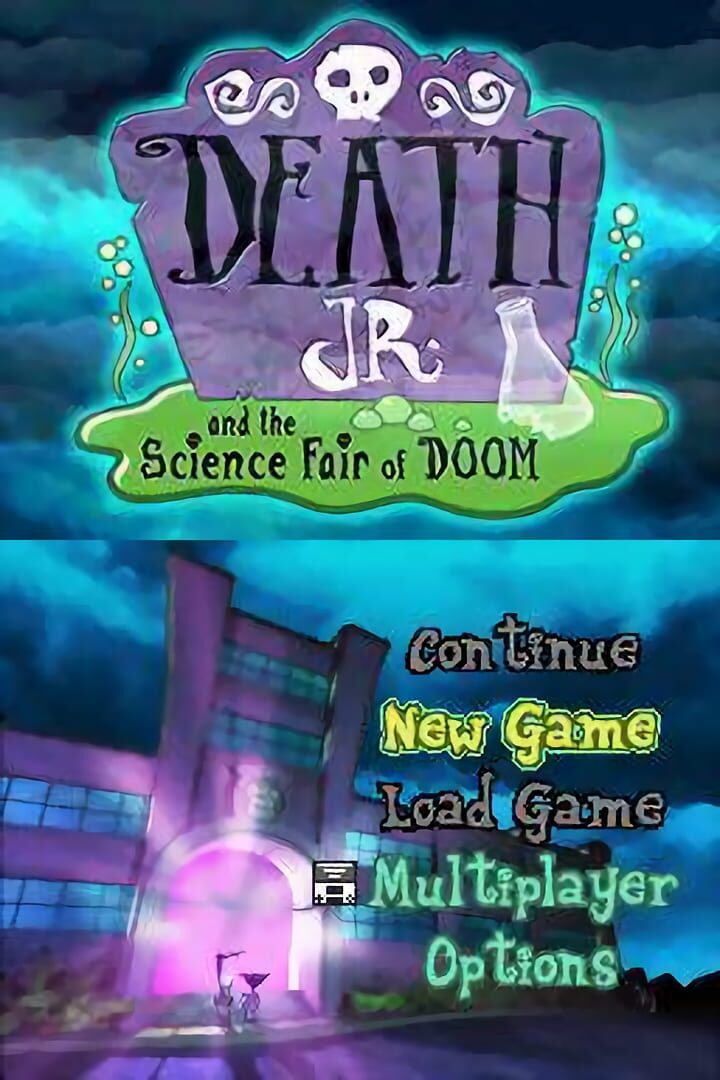 DEATH
JR.
and the
Science Fair of DOOM
Continue
New Game
Load Game
Multiplayer
Options